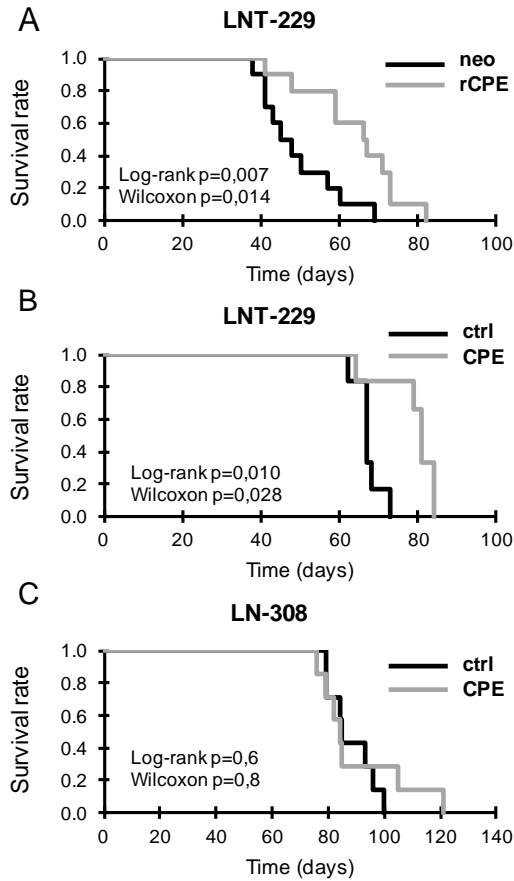 A
LNT-229
neo
rCPE
Survival rate
1.0
0.8
0.6
0.4
0.2
0.0
Log-rank p=0,007
Wilcoxon p=0,014
0 20 40 60 80 100
Time (days)
B
LNT-229
ctrl
CPE
Survival rate
1.0
0.8
0.6
0.4
0.2
0.0
Log-rank p=0,010
Wilcoxon p=0,028
0 20 40 60 80 100
Time (days)
C
LN-308
ctrl
CPE
Survival rate
1.0
0.8
0.6
0.4
0.2
0.0
Log-rank p=0,6
Wilcoxon p=0,8
0 20 40 60 80 100 120 140
Time (days)